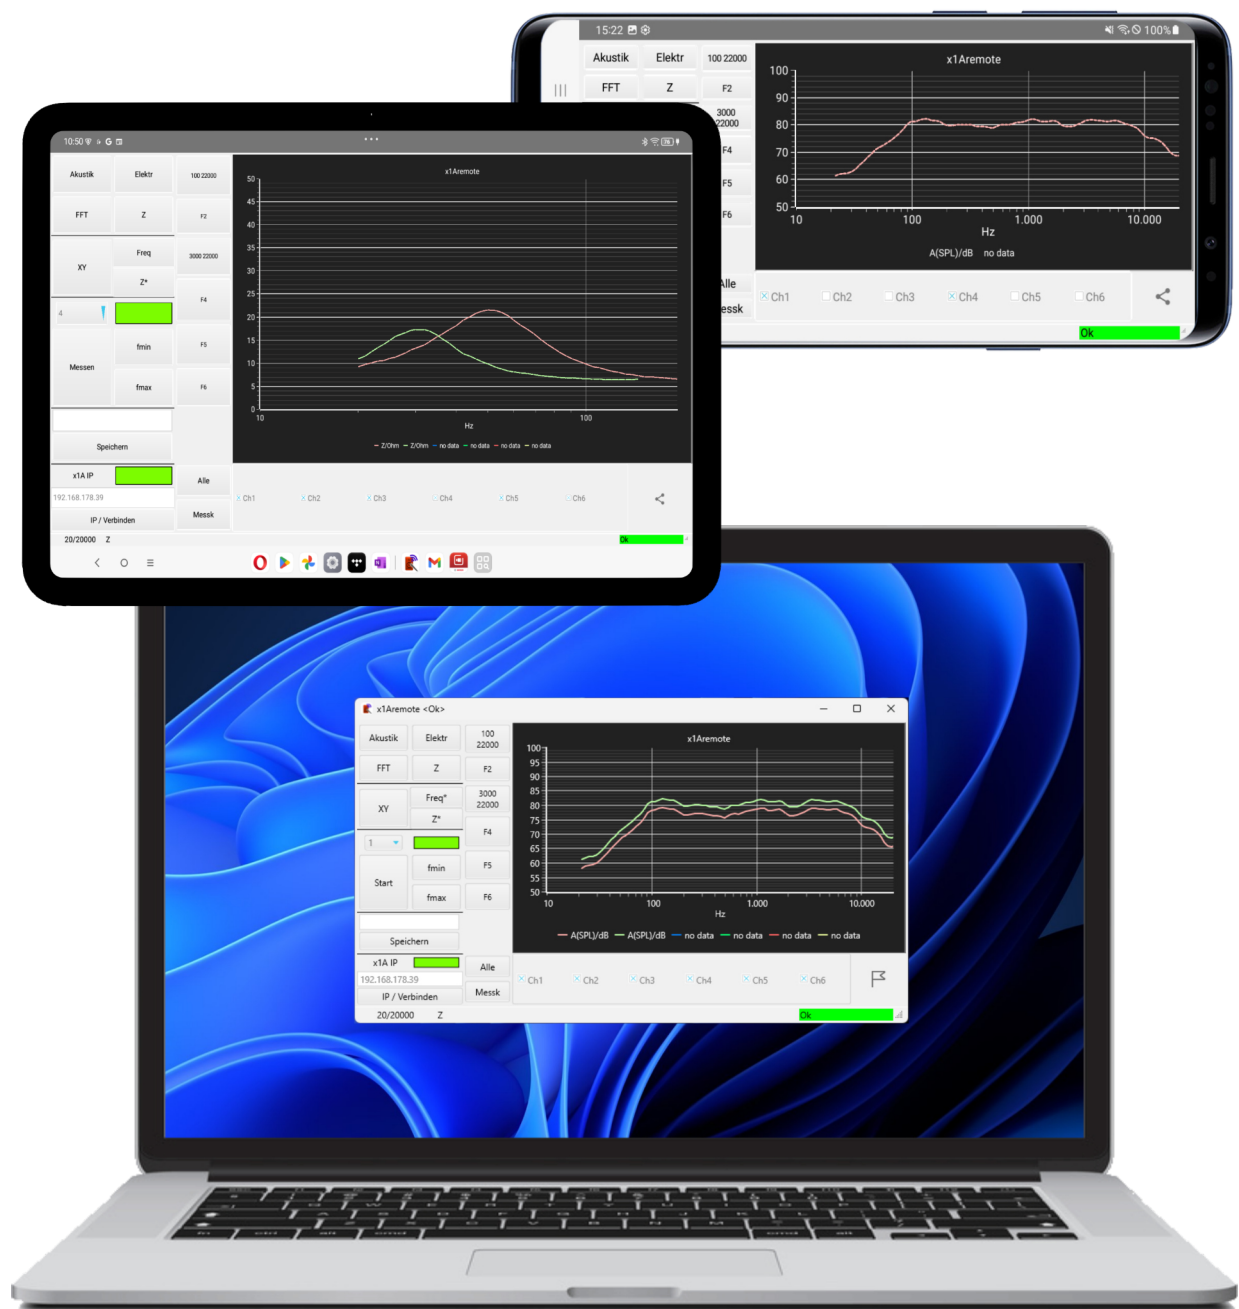 15:22
100%
Akustik Elektr 100 22000
FFT Z F2
3000
22000
F4
F5
F6
Alle
Messk
x1Aremote
100
90
80
70
60
50
10 100 1.000 10.000
Hz
A(SPL)/dB no data
Ch1 Ch2 Ch3 Ch4 Ch5 Ch6
Ok
10:50
76
Akustik Elektr 100 22000
FFT Z F2
XY Freq 3000 22000
Z*
4 F4
Messen fmin F5
fmax F6
Speichern
x1A IP Alle
192.168.178.39
IP / Verbinden Messk
20/20000 Z
x1Aremote
50
45
40
35
30
25
20
15
10
5
0
10 100
Hz
Z/Ohm Z/Ohm no data no data no data no data
Ch1 Ch2 Ch3 Ch4 Ch5 Ch6
Ok
x1Aremote <Ok>
Akustik Elektr 100
22000
FFT Z F2
XY Freq* 3000
22000
Z*
1 F4
Start fmin F5
fmax F6
Speichern
x1A IP Alle
192.168.178.39
IP / Verbinden Messk
20/20000 Z
x1Aremote
100
95
90
85
80
75
70
65
60
55
50
10 100 1.000 10.000
Hz
A(SPL)/dB A(SPL)/dB no data no data no data no data
Ch1 Ch2 Ch3 Ch4 Ch5 Ch6
Ok